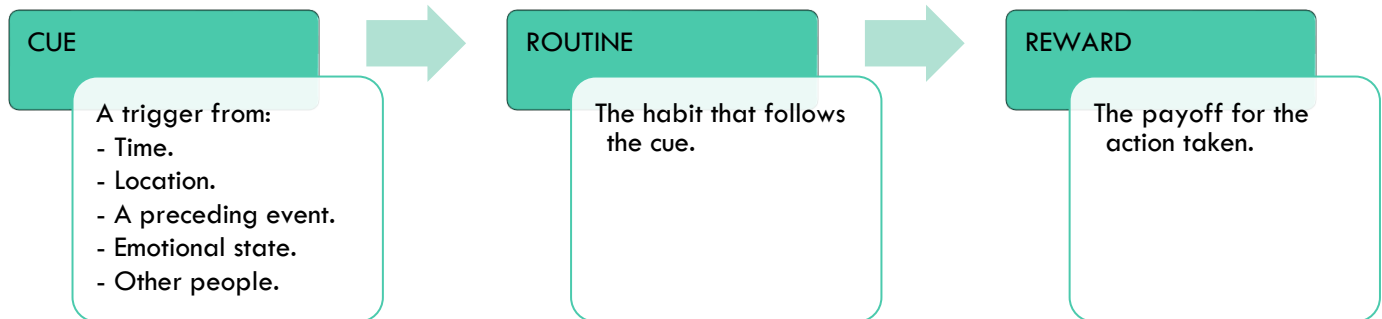 CUE
A trigger from:
- Time.
- Location.
- A preceding event.
- Emotional state.
- Other people.
ROUTINE
The habit that follows
the cue.
REWARD
The payoff for the
action taken.